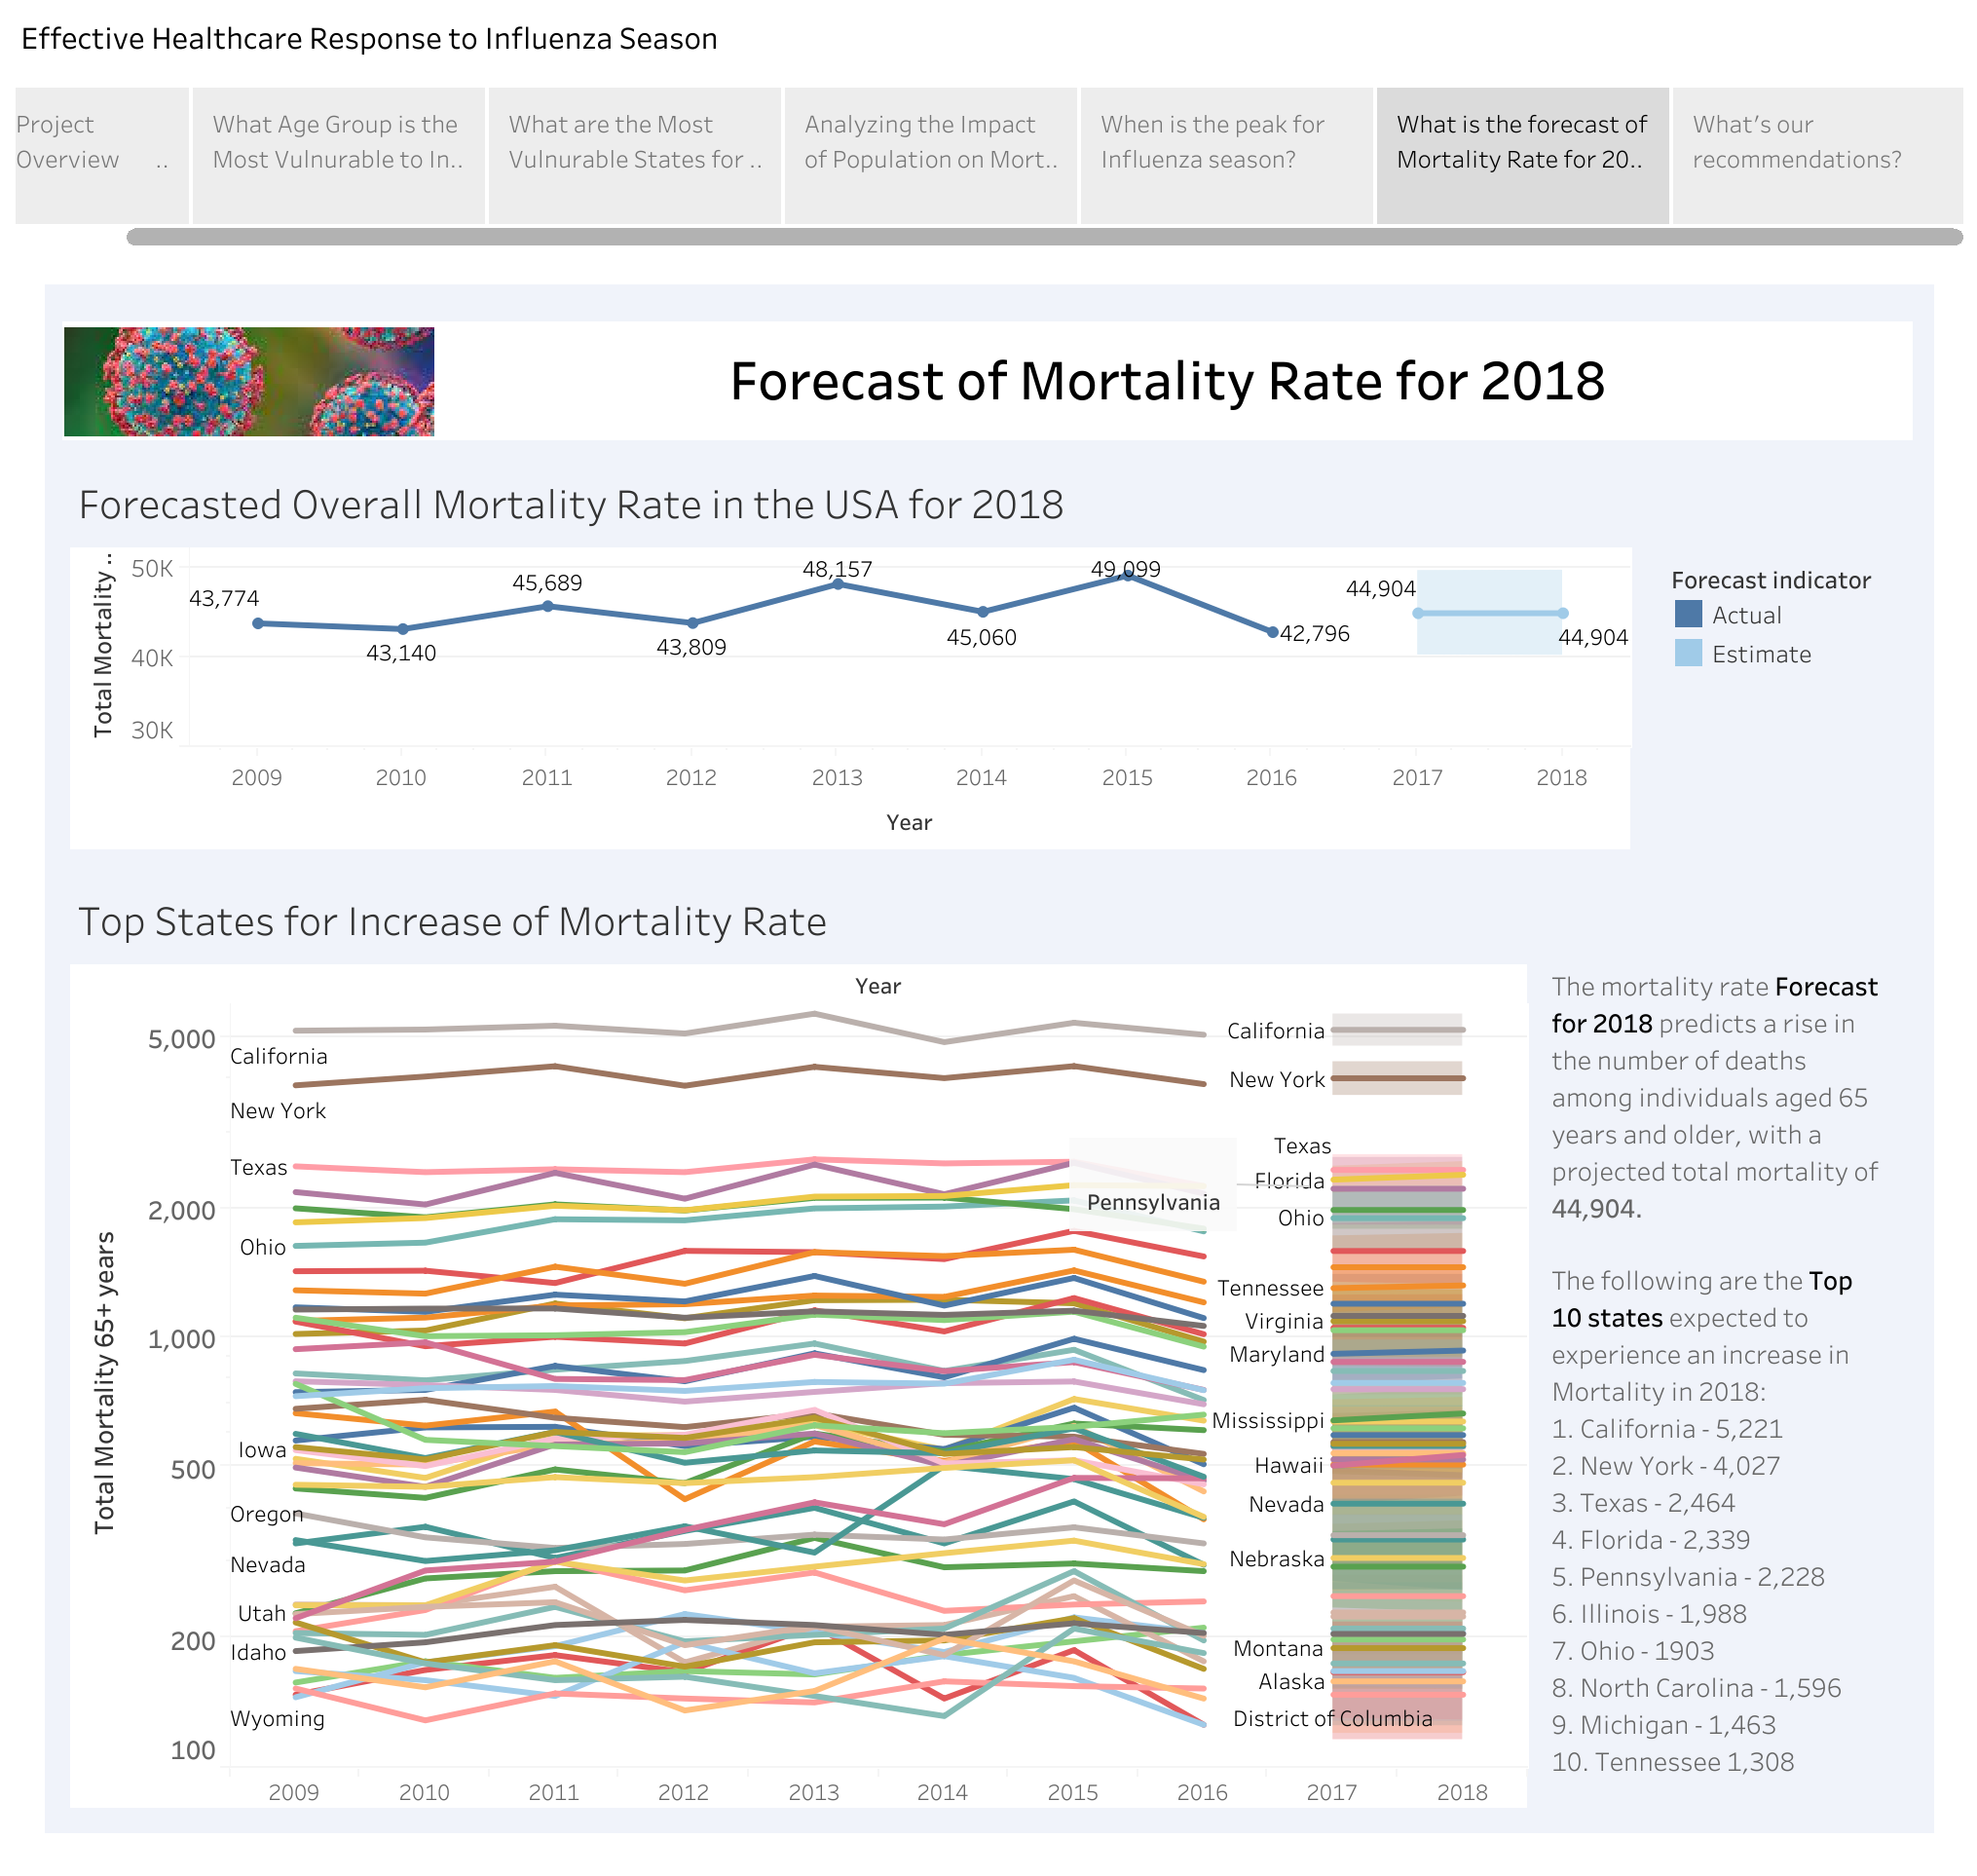 Effective Healthcare Response to Influenza Season
Project
Overview ..
What Age Group is the
Most Vulnurable to In..
What are the Most
Vulnurable States for ..
Analyzing the Impact
of Population on Mort..
When is the peak for
Influenza season?
What is the forecast of
Mortality Rate for 20..
What's our
recommendations?
Forecast of Mortality Rate for 2018
Forecasted Overall Mortality Rate in the USA for 2018
Total Mortality ..
50K
40K
30K
43,774
43,140
45,689
43,809
48,157
45,060
49,099
42,796
44,904
44,904
2009 2010 2011 2012 2013 2014 2015 2016 2017 2018
Year
Forecast indicator
Actual
Estimate
Top States for Increase of Mortality Rate
Year
Total Mortality 65+ years
5,000
2,000
1,000
500
200
100
California
New York
Texas
Ohio
Iowa
Oregon
Nevada
Utah
Idaho
Wyoming
Pennsylvania
California
New York
Texas
Florida
Ohio
Tennessee
Virginia
Maryland
Mississippi
Hawaii
Nevada
Nebraska
Montana
Alaska
District of Columbia
2009 2010 2011 2012 2013 2014 2015 2016 2017 2018
The mortality rate Forecast
for 2018 predicts a rise in
the number of deaths
among individuals aged 65
years and older, with a
projected total mortality of
44,904.
The following are the Top
10 states expected to
experience an increase in
Mortality in 2018:
1. California - 5,221
2. New York - 4,027
3. Texas - 2,464
4. Florida - 2,339
5. Pennsylvania - 2,228
6. Illinois - 1,988
7. Ohio - 1903
8. North Carolina - 1,596
9. Michigan - 1,463
10. Tennessee 1,308